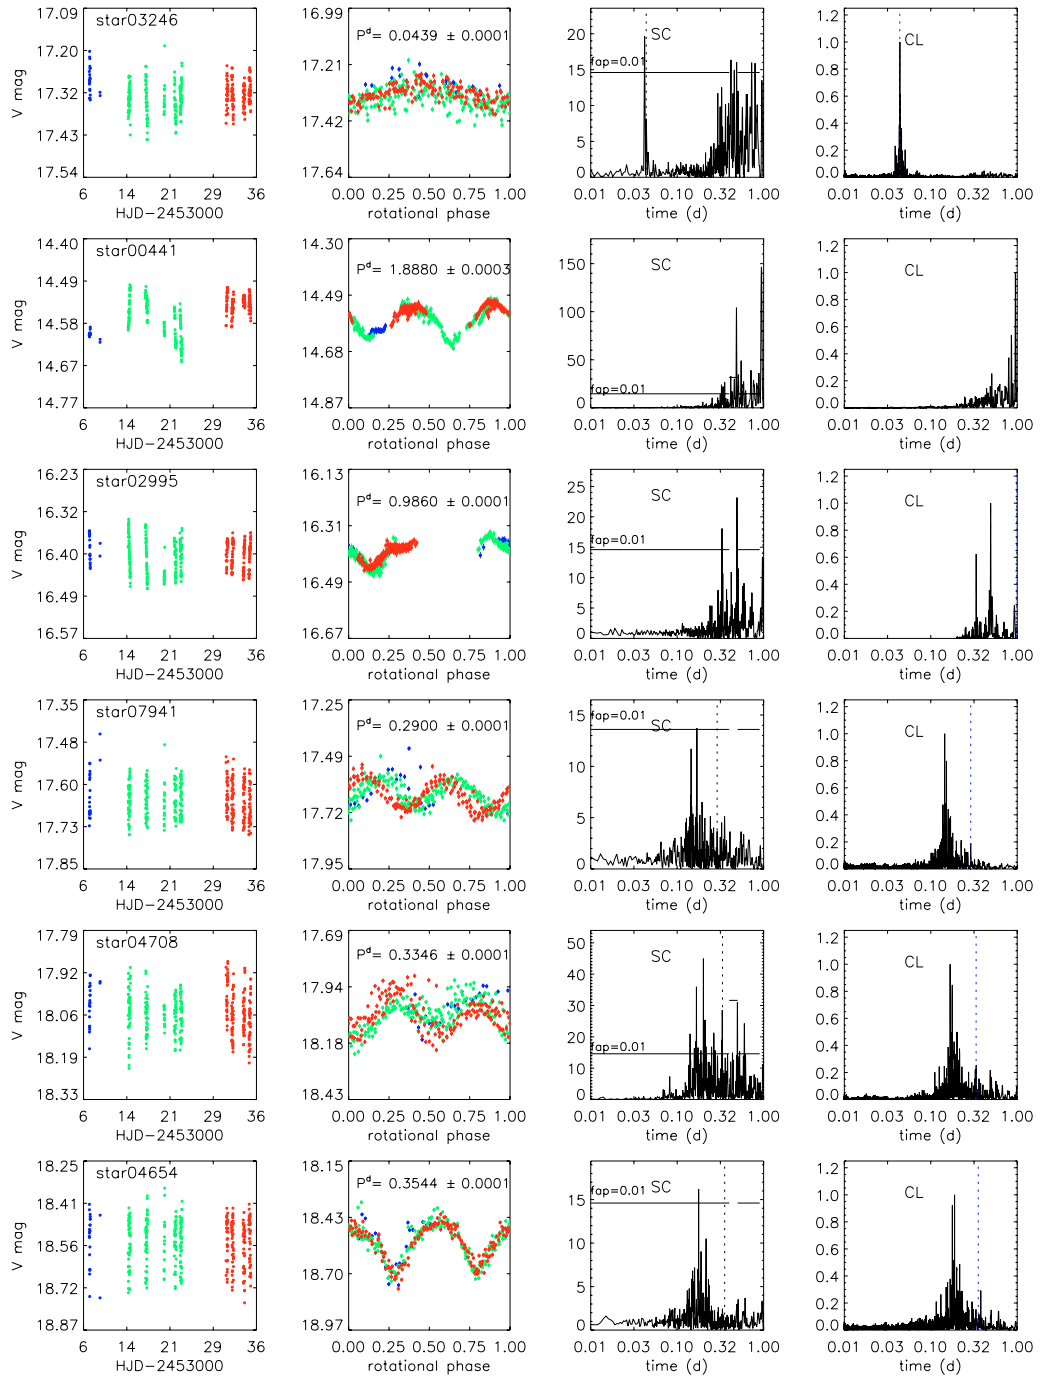 star03246
17.09
17.20
17.32
17.43
17.54
V mag
6 14 21 29 36
HJD-2453000
P^d= 0.0439 ± 0.0001
16.99
17.21
17.42
17.64
0.00 0.25 0.50 0.75 1.00
rotational phase
SC
fap=0.01
20
15
10
5
0
0.01 0.03 0.10 0.32 1.00
time (d)
CL
1.2
1.0
0.8
0.6
0.4
0.2
0.0
0.01 0.03 0.10 0.32 1.00
time (d)
star00441
14.40
14.49
14.58
14.67
14.77
V mag
6 14 21 29 36
HJD-2453000
P^d= 1.8880 ± 0.0003
14.30
14.49
14.68
14.87
0.00 0.25 0.50 0.75 1.00
rotational phase
SC
fap=0.01
150
100
50
0
0.01 0.03 0.10 0.32 1.00
time (d)
CL
1.2
1.0
0.8
0.6
0.4
0.2
0.0
0.01 0.03 0.10 0.32 1.00
time (d)
star02995
16.23
16.32
16.40
16.49
16.57
V mag
6 14 21 29 36
HJD-2453000
P^d= 0.9860 ± 0.0001
16.13
16.31
16.49
16.67
0.00 0.25 0.50 0.75 1.00
rotational phase
SC
fap=0.01
25
20
15
10
5
0
0.01 0.03 0.10 0.32 1.00
time (d)
CL
1.2
1.0
0.8
0.6
0.4
0.2
0.0
0.01 0.03 0.10 0.32 1.00
time (d)
star07941
17.35
17.48
17.60
17.73
17.85
V mag
6 14 21 29 36
HJD-2453000
P^d= 0.2900 ± 0.0001
17.25
17.49
17.72
17.95
0.00 0.25 0.50 0.75 1.00
rotational phase
SC
fap=0.01
15
10
5
0
0.01 0.03 0.10 0.32 1.00
time (d)
CL
1.2
1.0
0.8
0.6
0.4
0.2
0.0
0.01 0.03 0.10 0.32 1.00
time (d)
star04708
17.79
17.92
18.06
18.19
18.33
V mag
6 14 21 29 36
HJD-2453000
P^d= 0.3346 ± 0.0001
17.69
17.94
18.18
18.43
0.00 0.25 0.50 0.75 1.00
rotational phase
SC
fap=0.01
50
40
30
20
10
0
0.01 0.03 0.10 0.32 1.00
time (d)
CL
1.2
1.0
0.8
0.6
0.4
0.2
0.0
0.01 0.03 0.10 0.32 1.00
time (d)
star04654
18.25
18.41
18.56
18.72
18.87
V mag
6 14 21 29 36
HJD-2453000
P^d= 0.3544 ± 0.0001
18.15
18.43
18.70
18.97
0.00 0.25 0.50 0.75 1.00
rotational phase
SC
fap=0.01
15
10
5
0
0.01 0.03 0.10 0.32 1.00
time (d)
CL
1.2
1.0
0.8
0.6
0.4
0.2
0.0
0.01 0.03 0.10 0.32 1.00
time (d)